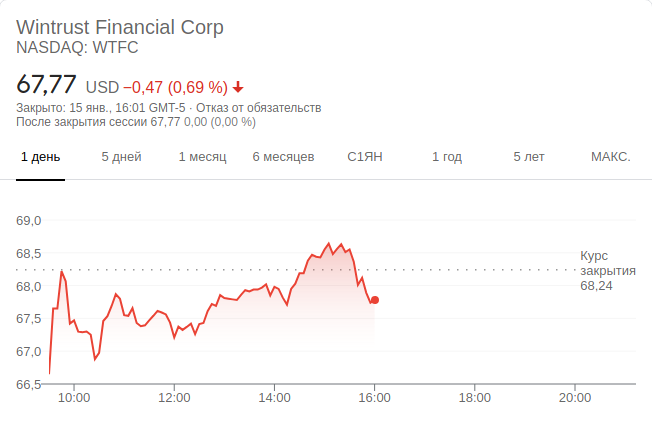 Wintrust Financial Corp
NASDAQ: WTFC
67,77 USD −0,47 (0,69 %) ↓
Закрыто: 15 янв., 16:01 GMT-5 · Отказ от обязательств
После закрытия сессии 67,77 0,00 (0,00 %)
1 день 5 дней 1 месяц 6 месяцев С1ЯН 1 год 5 лет МАКС.
69,0
68,5
Курс
закрытия
68,24
68,0
67,5
67,0
66,5
10:00 12:00 14:00 16:00 18:00 20:00